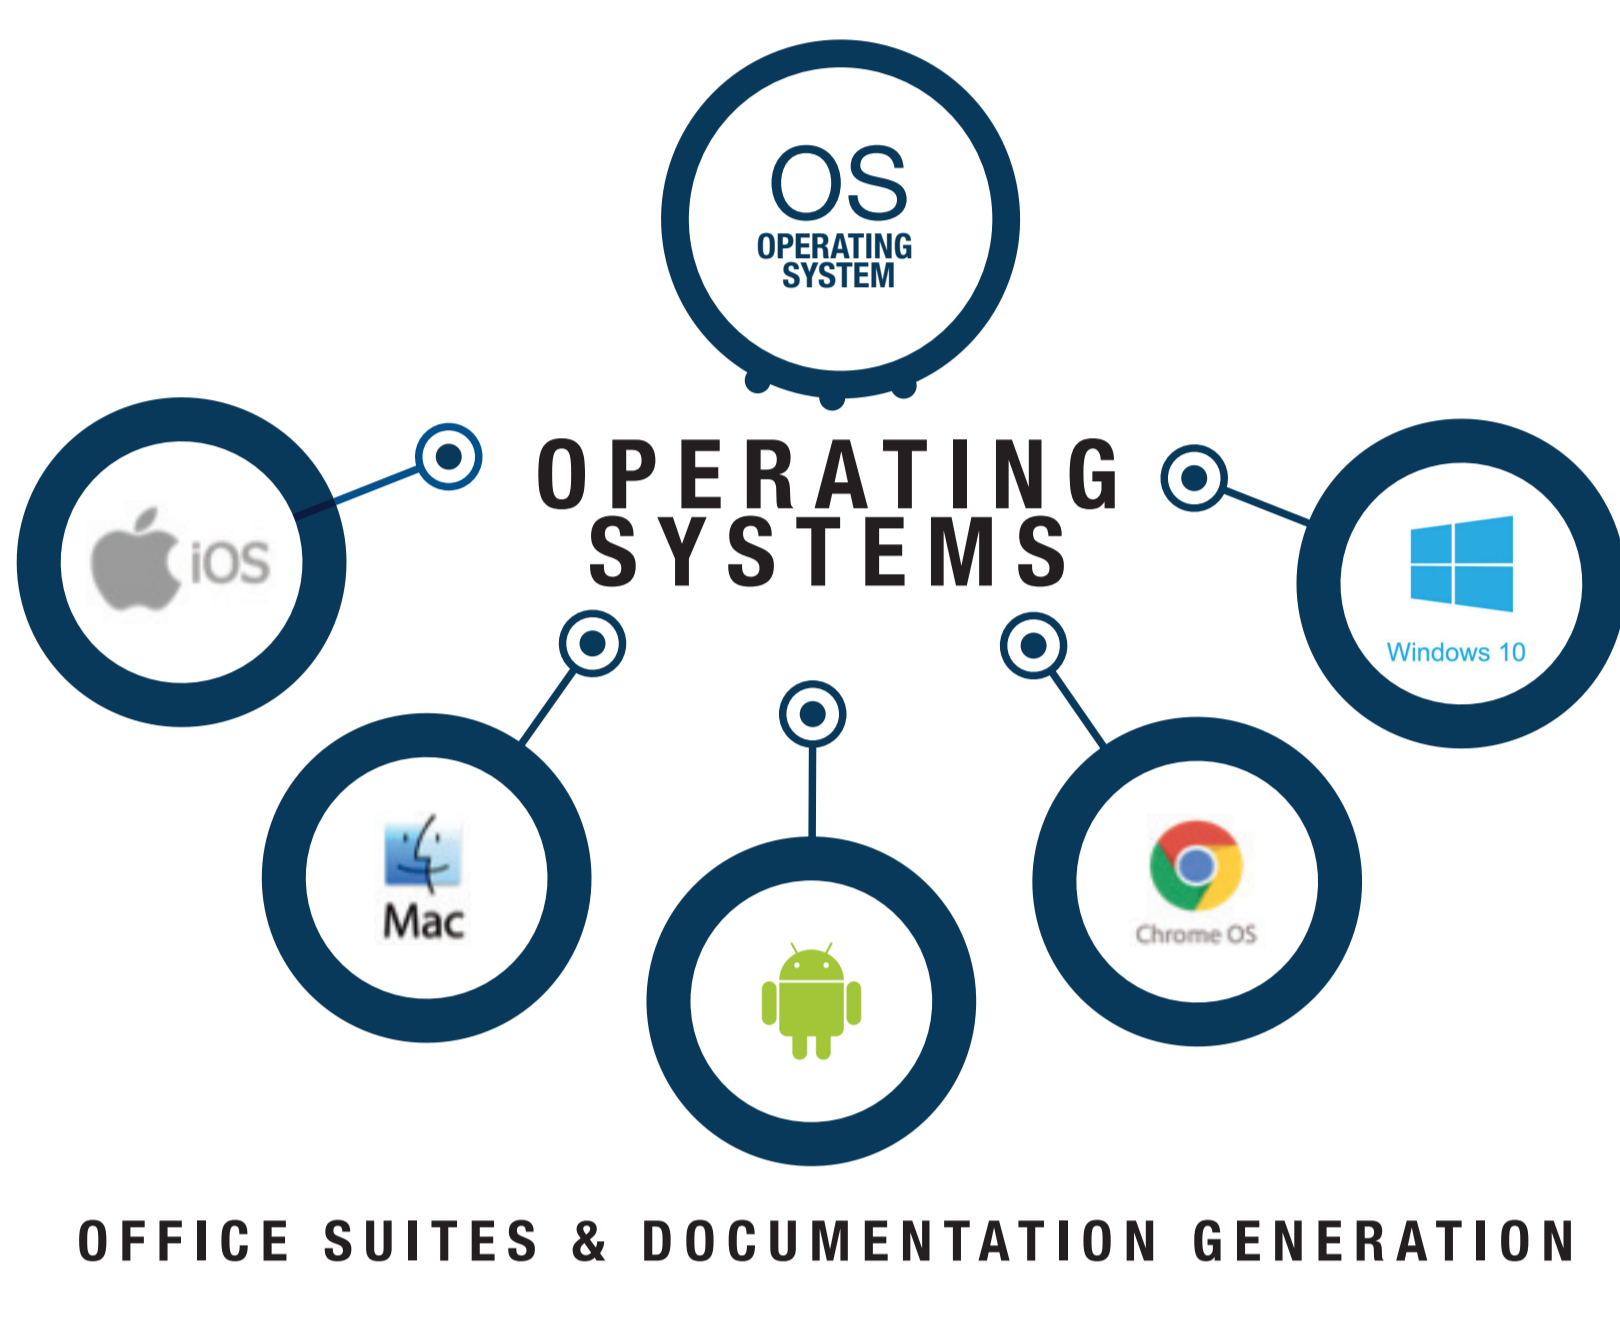 OS
OPERATING
SYSTEM
OPERATING
SYSTEMS
iOS
Windows 10
Mac
Chrome OS
OFFICE SUITES & DOCUMENTATION GENERATION